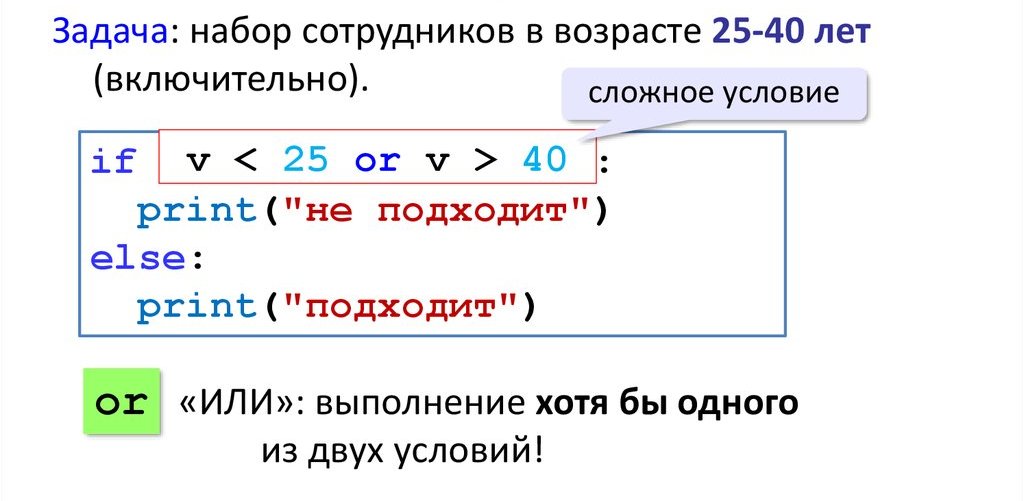 Задача: набор сотрудников в возрасте 25-40 лет
(включительно).
сложное условие
if v < 25 or v > 40 :
print("не подходит")
else:
print("подходит")
or «ИЛИ»: выполнение хотя бы одного
из двух условий!